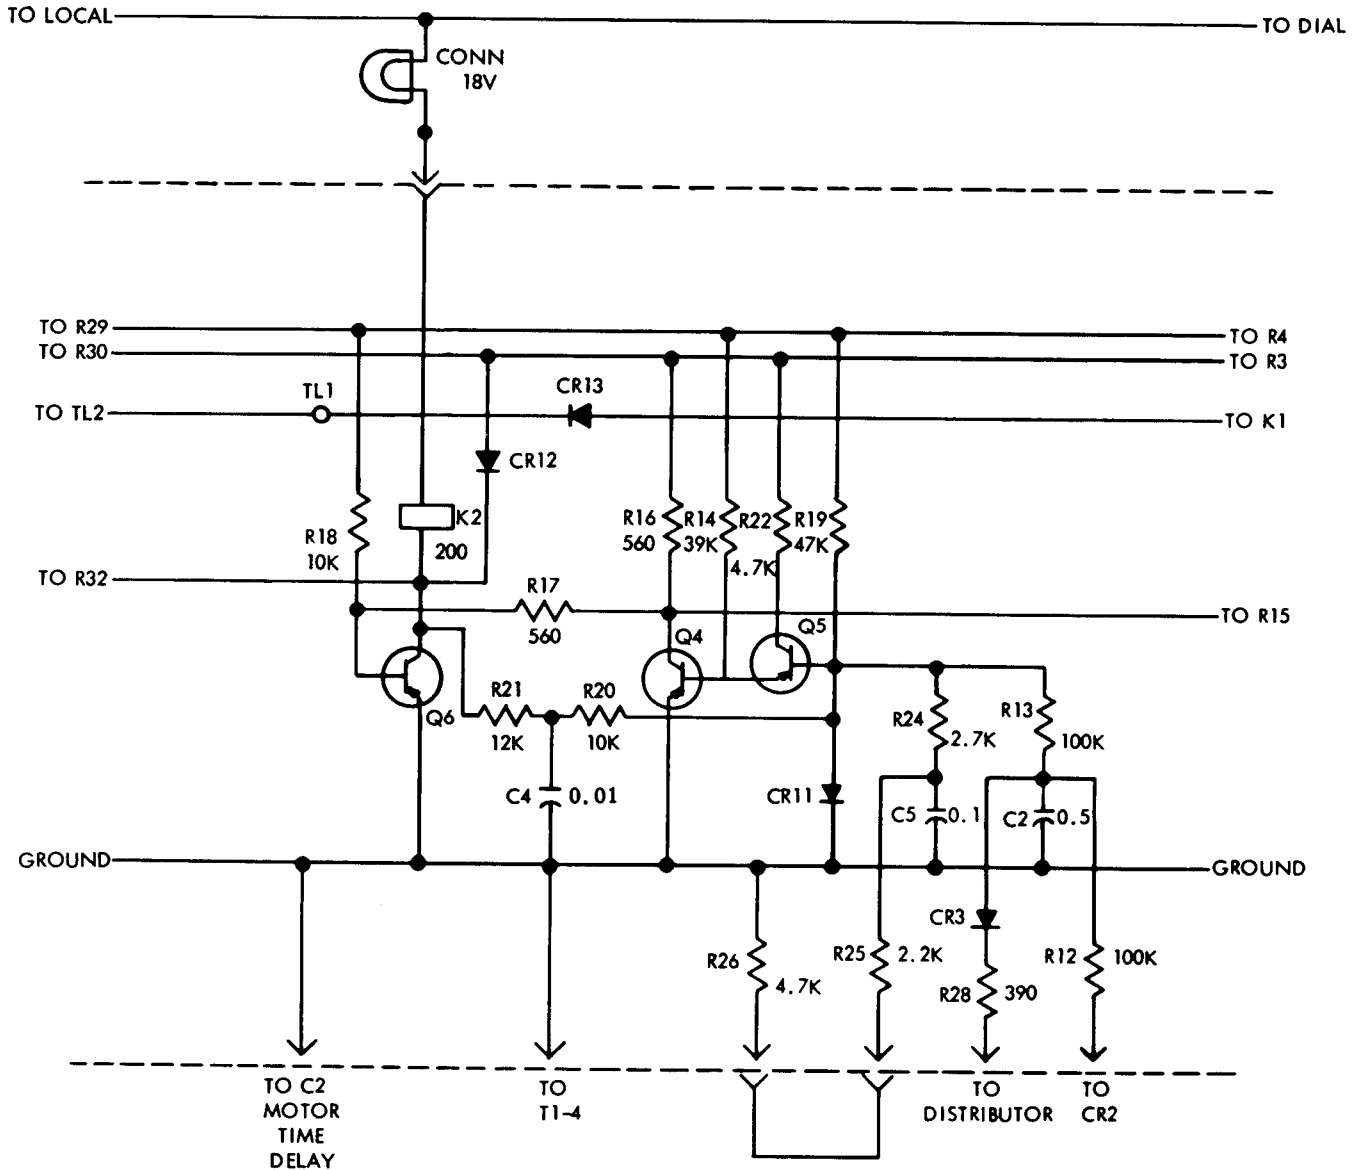 TO LOCAL
TO DIAL
CONN
18V
TO R29
TO R4
TO R30
TO R3
TL1
CR13
TO TL2
TO K1
CR12
R18
10K
K2
200
R16
560
R14
39K
R22
4.7K
R19
47K
TO R32
R17
560
TO R15
Q4
Q5
Q6
R21
12K
R20
10K
R24
2.7K
R13
100K
C4
0.01
CR11
C5
0.1
C2
0.5
GROUND
GROUND
CR3
R26
4.7K
R25
2.2K
R28
390
R12
100K
TO C2
MOTOR
TIME
DELAY
TO
T1-4
TO
DISTRIBUTOR
TO
CR2